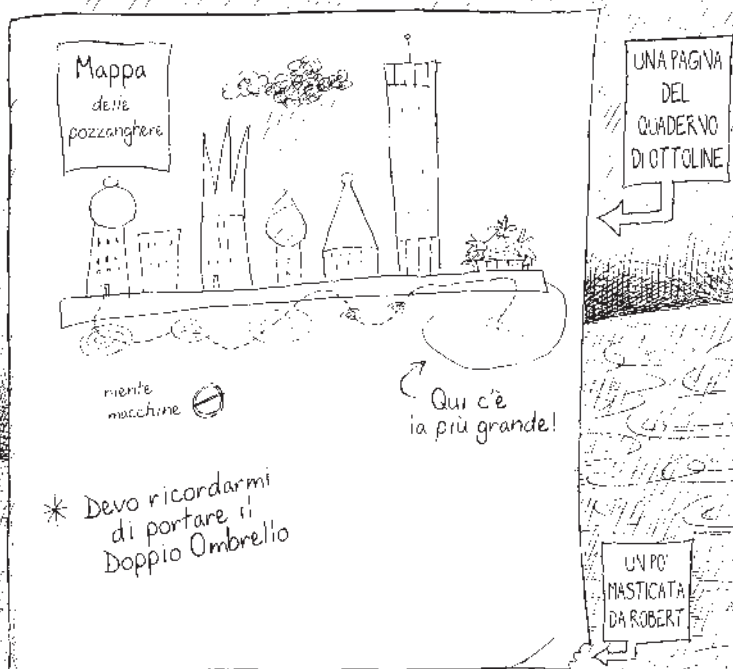 Mappa
delle
pozzanghere
UNA PAGINA
DEL
QUADERNO
DI OTTOLINE
niente
macchine
Qui c'è
la più grande!
* Devo ricordarmi
di portare il
Doppio Ombrello
UN PO'
MASTICATA
DA ROBERT